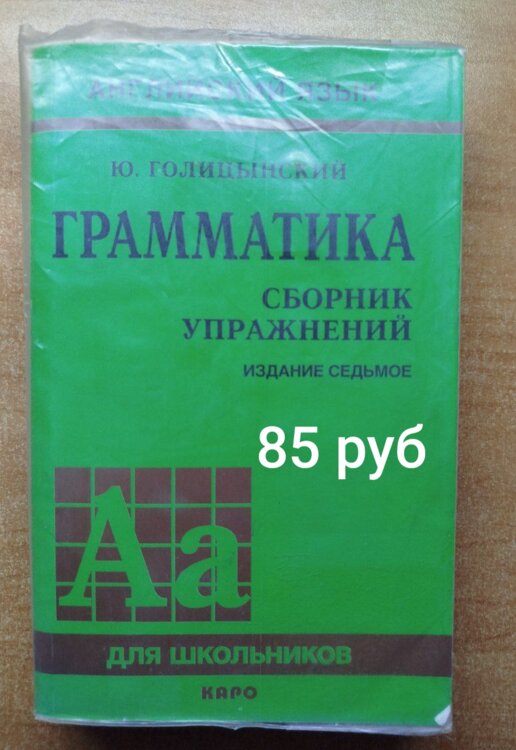 АНГЛИЙСКИЙ ЯЗЫК
Ю. ГОЛИЦЫНСКИЙ
ГРАММАТИКА
СБОРНИК
УПРАЖНЕНИЙ
ИЗДАНИЕ СЕДЬМОЕ
85 руб
Aa
ДЛЯ ШКОЛЬНИКОВ
КАРО